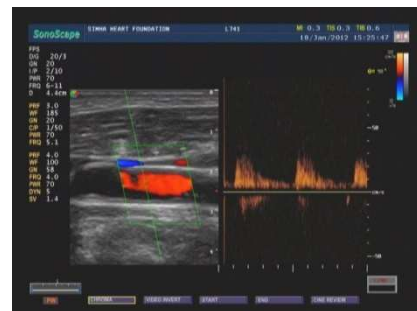 SonoScape
SIMHA HEART FOUNDATION
L741
MI 0.3 TIS 0.3 TIB 0.6
18/Jan/2012 15:25:47
FPS
D/G 20/3
GN 20
I/P 2/10
PWR 70
FRQ 6-11
D 4.6cm
PRF 3.0
WF 185
GN 20
C/P 1/50
PWR 70
FRQ 5.1
PRF 4.0
WF 100
GN 58
FRQ 4.0
PWR 70
DYN 5
SV 1.4
-50
cm/s
-50
PW
CHROMA
VIDEO INVERT
START
END
CINE REVIEW